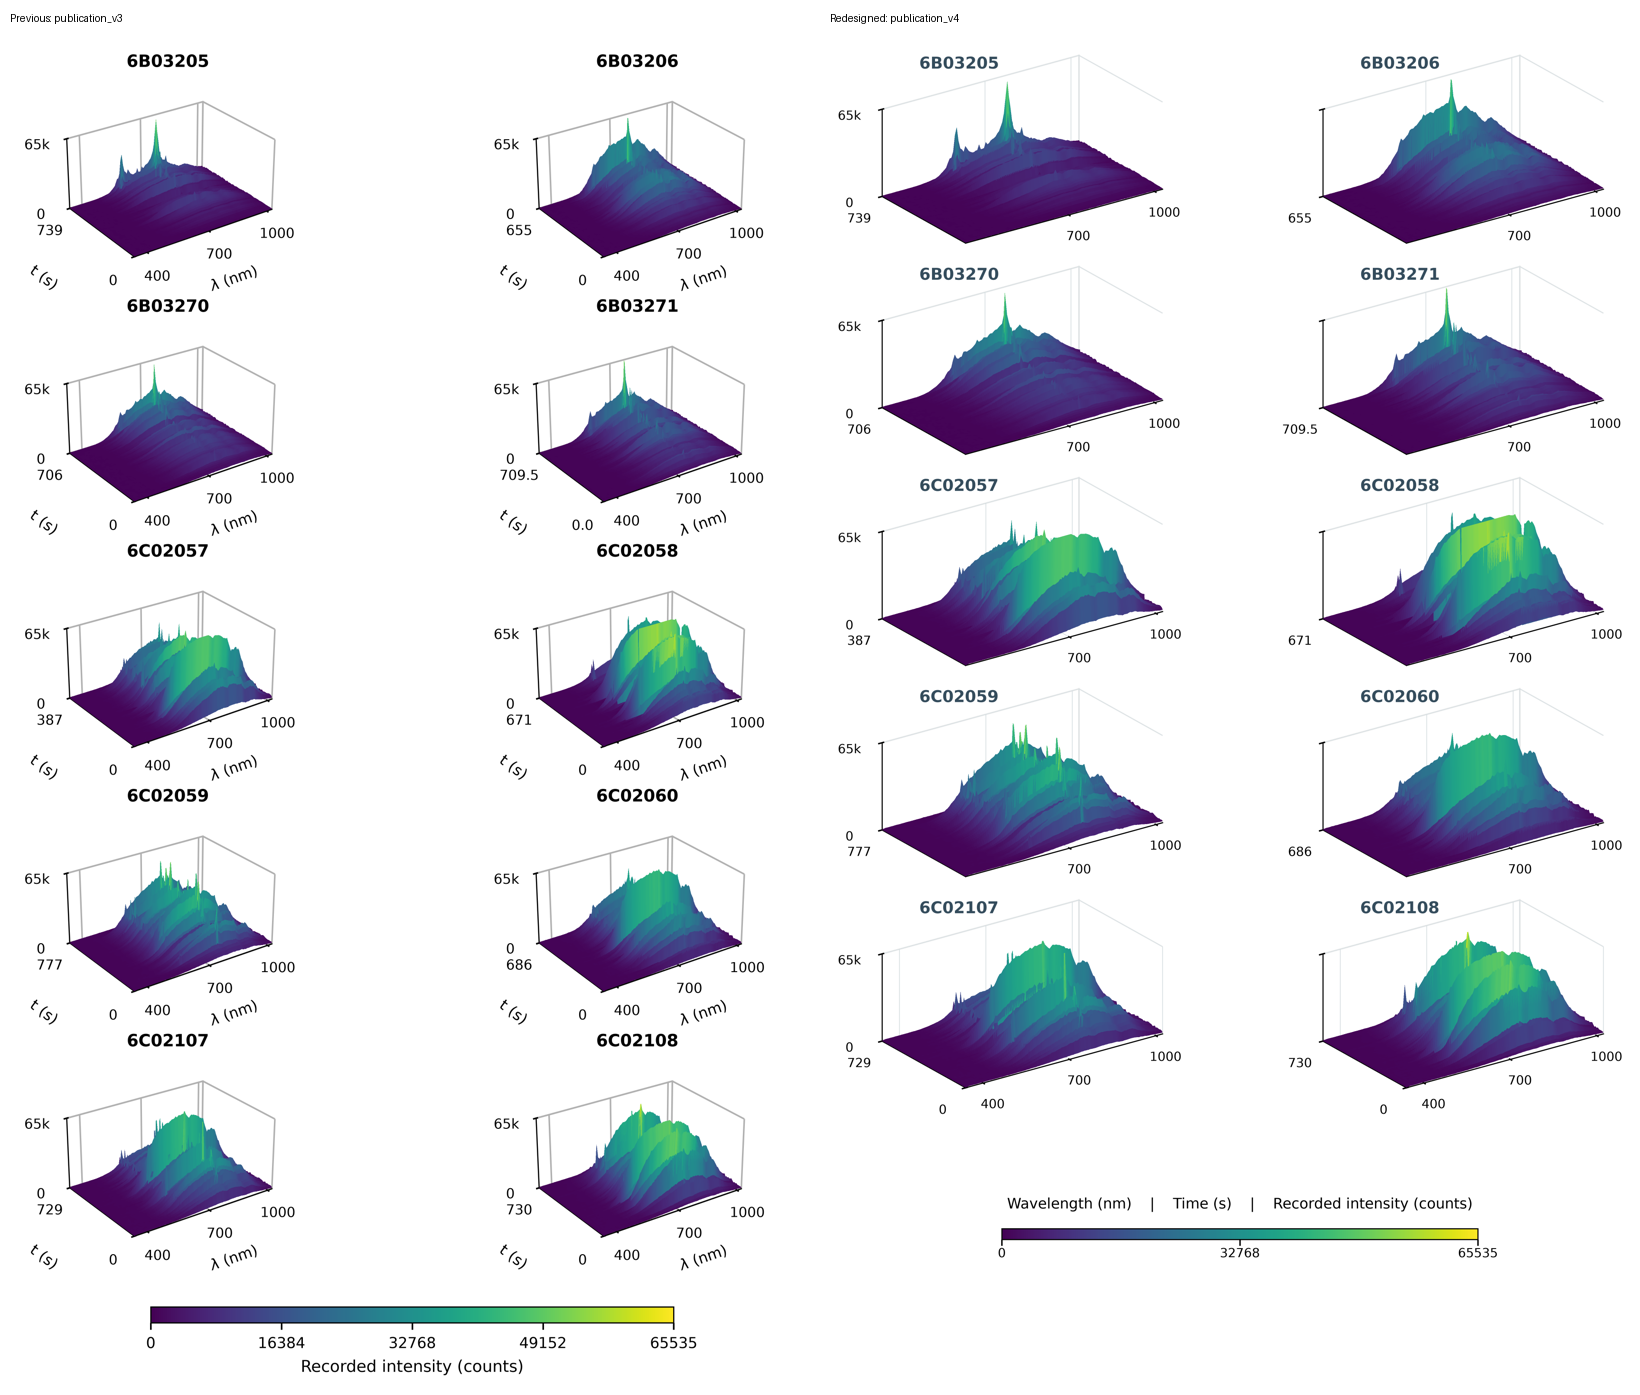 Previous: publication_v3
6B03205
65k
0
739
t (s)
0
400
700
1000
λ (nm)
6B03206
65k
0
655
t (s)
0
400
700
1000
λ (nm)
6B03270
65k
0
706
t (s)
0
400
700
1000
λ (nm)
6B03271
65k
0
709.5
t (s)
0.0
400
700
1000
λ (nm)
6C02057
65k
0
387
t (s)
0
400
700
1000
λ (nm)
6C02058
65k
0
671
t (s)
0
400
700
1000
λ (nm)
6C02059
65k
0
777
t (s)
0
400
700
1000
λ (nm)
6C02060
65k
0
686
t (s)
0
400
700
1000
λ (nm)
6C02107
65k
0
729
t (s)
0
400
700
1000
λ (nm)
6C02108
65k
0
730
t (s)
0
400
700
1000
λ (nm)
0 16384 32768 49152 65535
Recorded intensity (counts)
Redesigned: publication_v4
6B03205
65k
0
739
700
1000
6B03206
655
700
1000
6B03270
65k
0
706
700
1000
6B03271
709.5
700
1000
6C02057
65k
0
387
700
1000
6C02058
671
700
1000
6C02059
65k
0
777
700
1000
6C02060
686
700
1000
6C02107
65k
0
729
0
400
700
1000
6C02108
730
0
400
700
1000
Wavelength (nm) | Time (s) | Recorded intensity (counts)
0 32768 65535